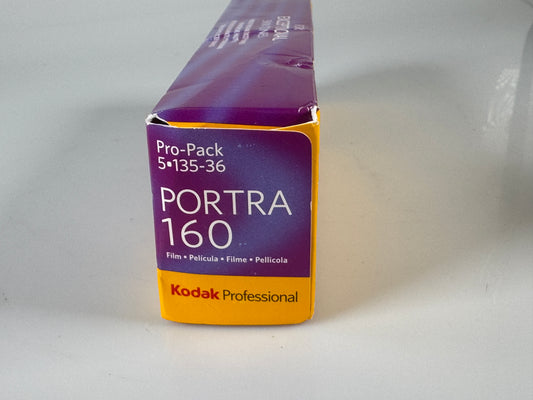 Pro-Pack
5•135-36
PORTRA
160
Film • Película • Filme • Pellicola
Kodak Professional